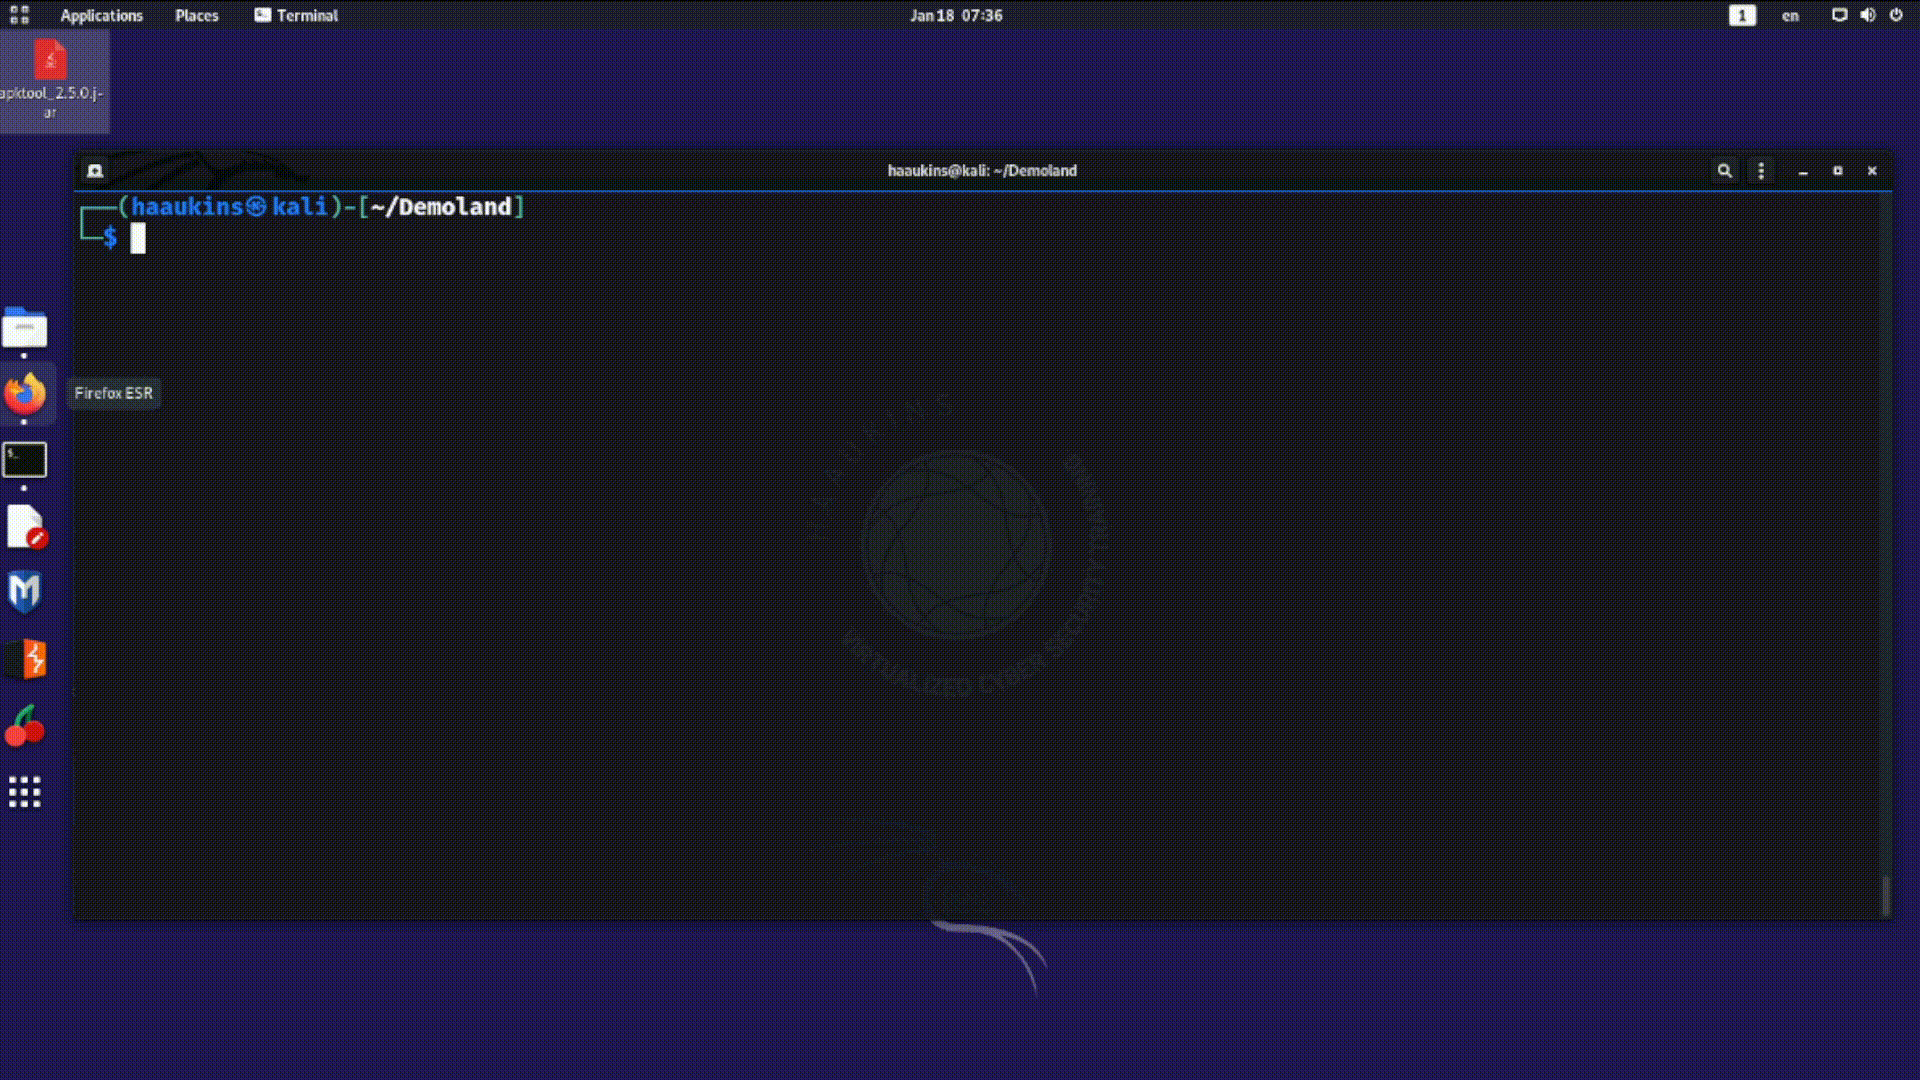 Applications Places Terminal Jan 18 07:36 1 en
apktool_2.5.0.j-
ar
haaukins@kali: ~/Demoland
(haaukins㉿kali)-[~/Demoland]
$
Firefox ESR
HAAUKINS
VIRTUALIZED CYBER SECURITY TRAINING